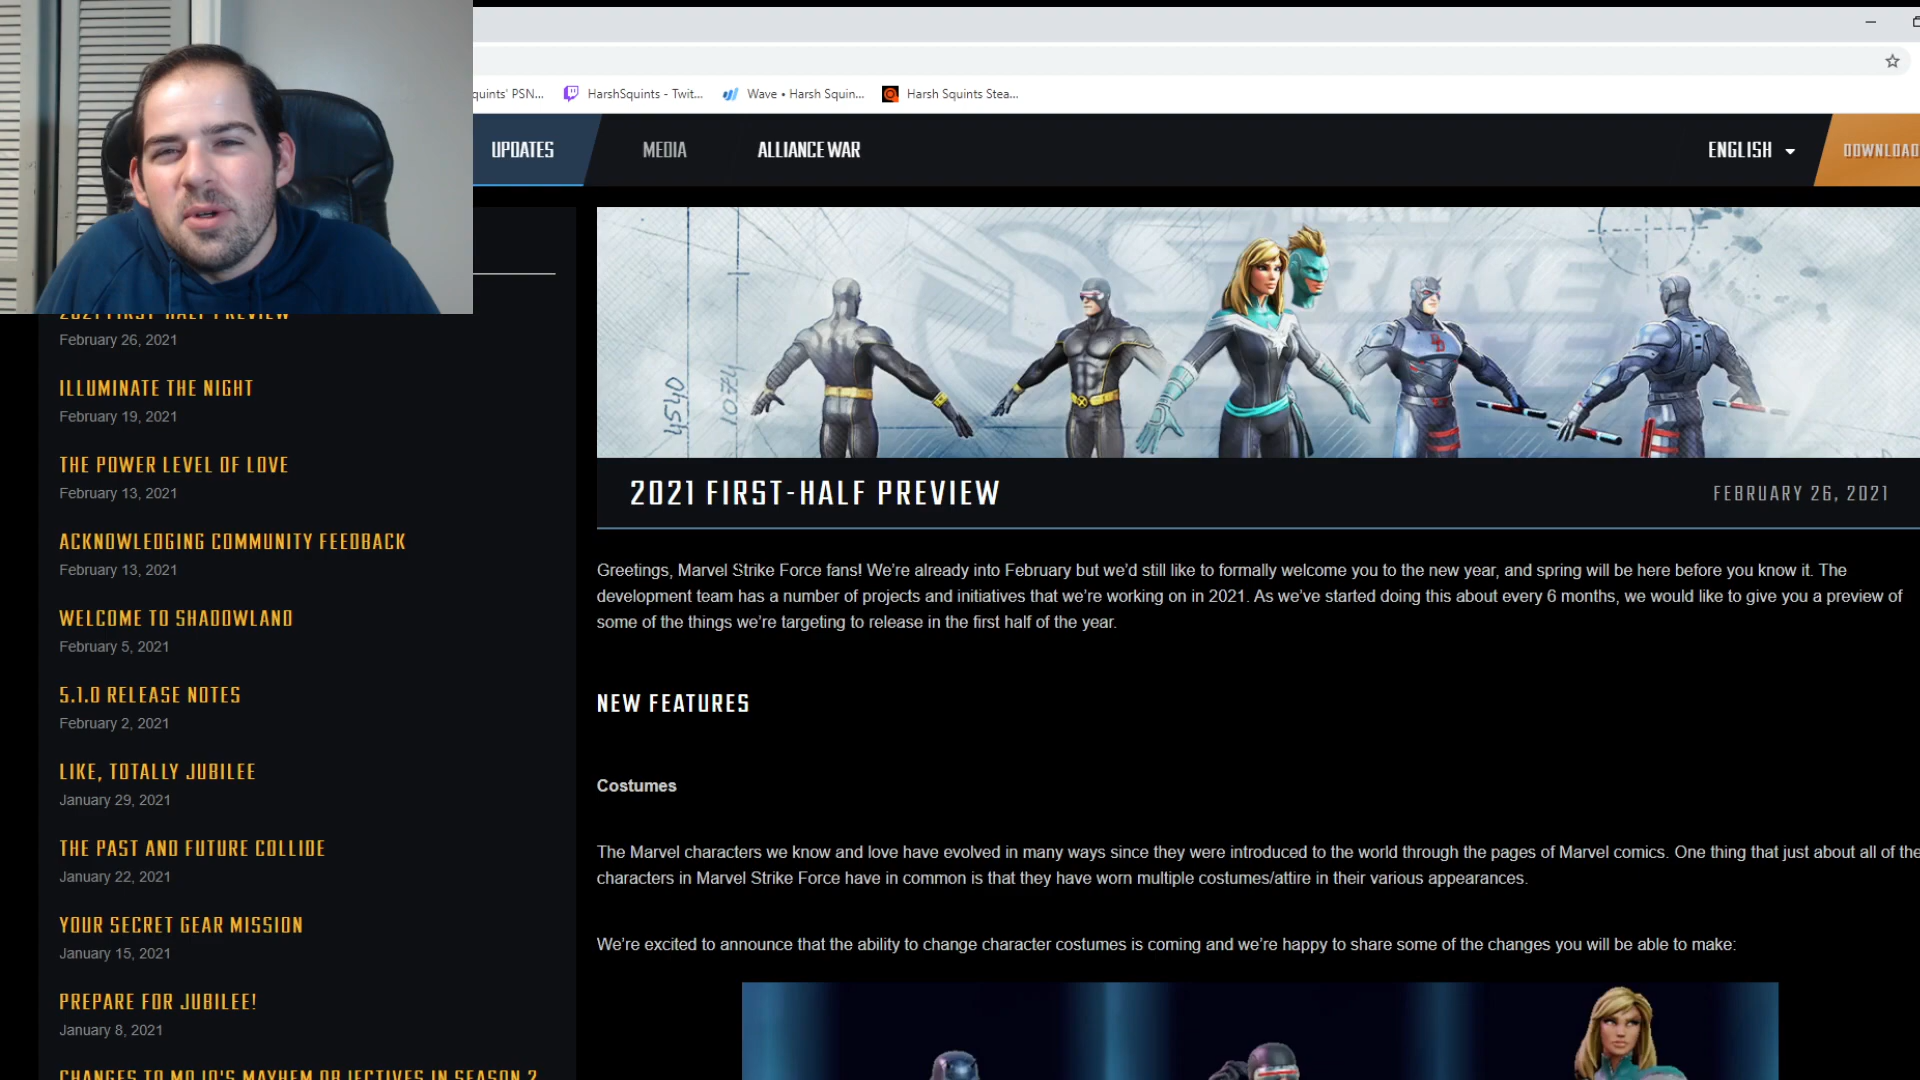 quints' PSN...
HarshSquints - Twit...
Wave • Harsh Squin...
Harsh Squints Stea...
UPDATES
MEDIA
ALLIANCE WAR
ENGLISH
DOWNLOAD
2021 FIRST-HALF PREVIEW
February 26, 2021
ILLUMINATE THE NIGHT
February 19, 2021
THE POWER LEVEL OF LOVE
February 13, 2021
ACKNOWLEDGING COMMUNITY FEEDBACK
February 13, 2021
WELCOME TO SHADOWLAND
February 5, 2021
5.1.0 RELEASE NOTES
February 2, 2021
LIKE, TOTALLY JUBILEE
January 29, 2021
THE PAST AND FUTURE COLLIDE
January 22, 2021
YOUR SECRET GEAR MISSION
January 15, 2021
PREPARE FOR JUBILEE!
January 8, 2021
CHANGES TO MOJO'S MAYHEM OBJECTIVES IN SEASON 2
STRIKE
4540
1074
2021 FIRST-HALF PREVIEW
FEBRUARY 26, 2021
Greetings, Marvel Strike Force fans! We're already into February but we'd still like to formally welcome you to the new year, and spring will be here before you know it. The
development team has a number of projects and initiatives that we're working on in 2021. As we've started doing this about every 6 months, we would like to give you a preview of
some of the things we're targeting to release in the first half of the year.
NEW FEATURES
Costumes
The Marvel characters we know and love have evolved in many ways since they were introduced to the world through the pages of Marvel comics. One thing that just about all of the
characters in Marvel Strike Force have in common is that they have worn multiple costumes/attire in their various appearances.
We're excited to announce that the ability to change character costumes is coming and we're happy to share some of the changes you will be able to make: